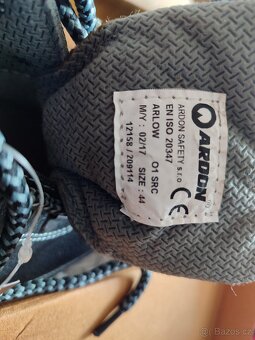 ARDON
ARDON SAFETY s.r.o.
EN ISO 20347
ARLOW O1 SRC
M/Y: 02/17 SIZE: 44
12158 / 209114
CE